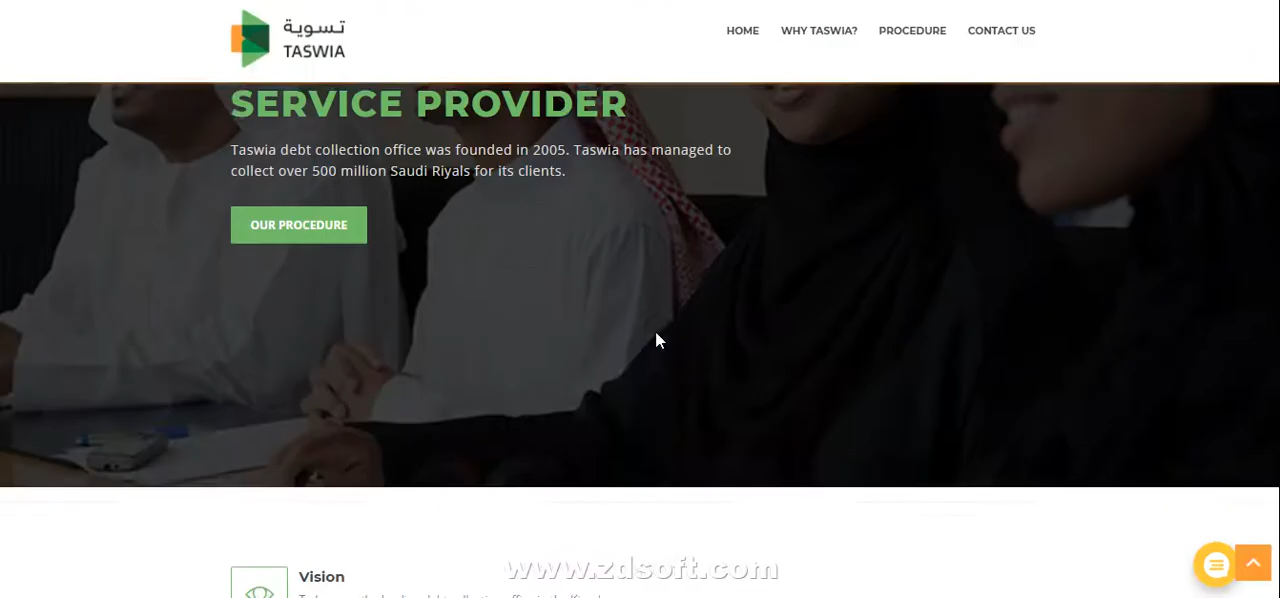 تسوية
TASWIA
HOME WHY TASWIA? PROCEDURE CONTACT US
SERVICE PROVIDER
Taswia debt collection office was founded in 2005. Taswia has managed to
collect over 500 million Saudi Riyals for its clients.
OUR PROCEDURE
Vision
www.zdsoft.com